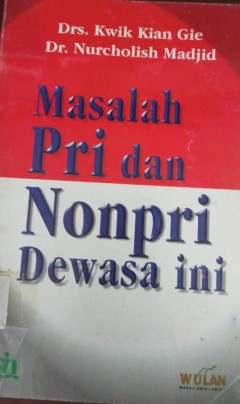 Drs. Kwik Kian Gie
Dr. Nurcholish Madjid
Masalah
Pri dan
Nonpri
Dewasa ini
WULAN